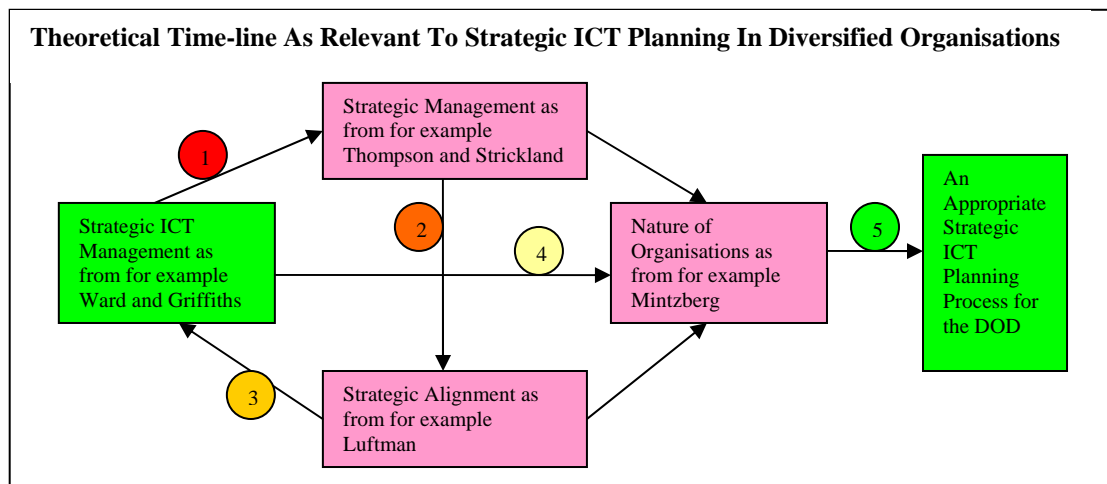 Theoretical Time-line As Relevant To Strategic ICT Planning In Diversified Organisations
Strategic Management as
from for example
Thompson and Strickland
1
Strategic ICT
Management as
from for example
Ward and Griffiths
2
4
Nature of
Organisations as
from for example
Mintzberg
5
An
Appropriate
Strategic
ICT
Planning
Process for
the DOD
3
Strategic Alignment as
from for example
Luftman